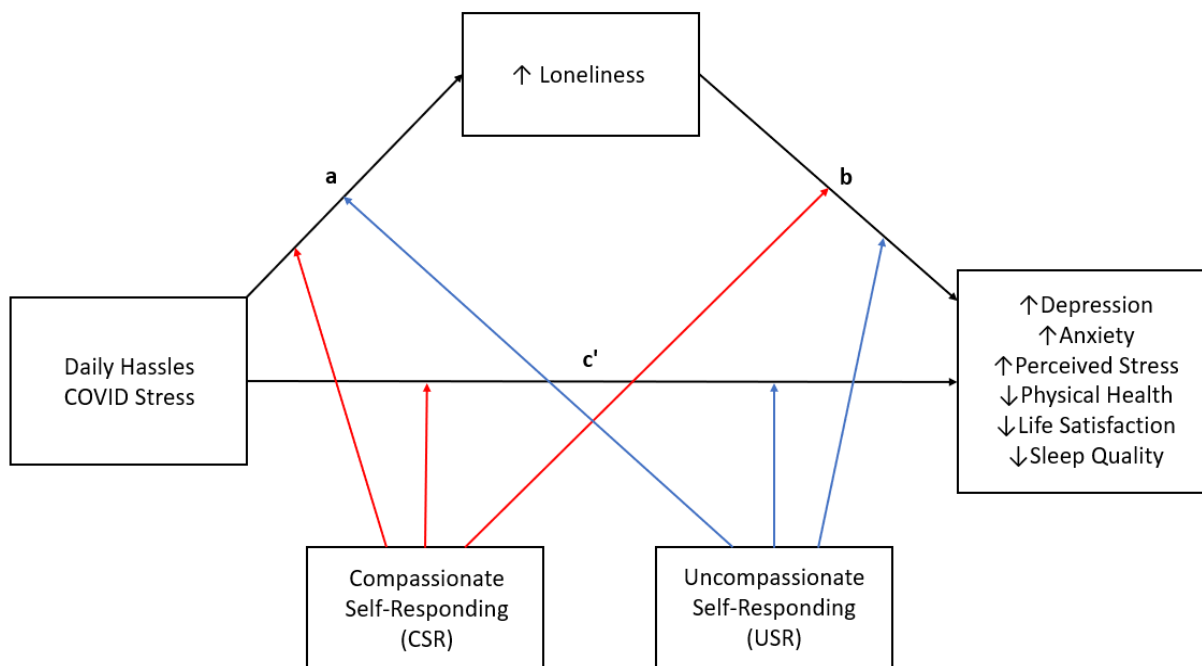 ↑ Loneliness
a
b
Daily Hassles
COVID Stress
c'
↑Depression
↑Anxiety
↑Perceived Stress
↓Physical Health
↓Life Satisfaction
↓Sleep Quality
Compassionate
Self-Responding
(CSR)
Uncompassionate
Self-Responding
(USR)